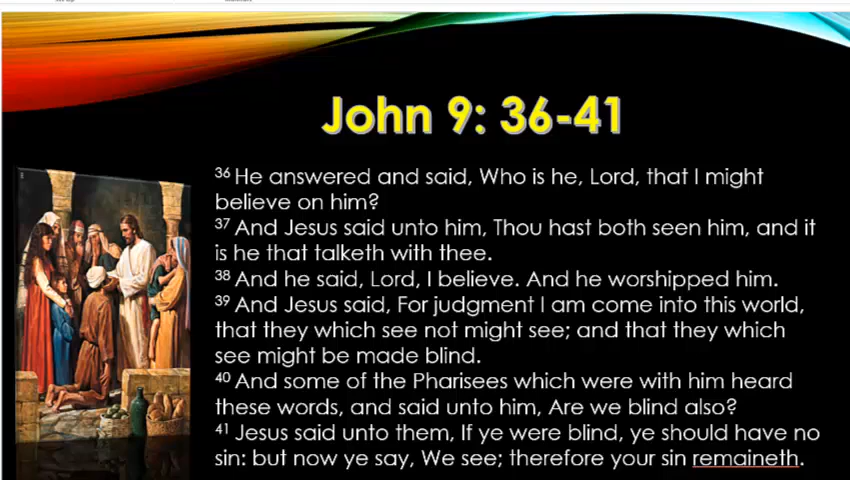 John 9: 36-41
36 He answered and said, Who is he, Lord, that I might
believe on him?
37 And Jesus said unto him, Thou hast both seen him, and it
is he that talketh with thee.
38 And he said, Lord, I believe. And he worshipped him.
39 And Jesus said, For judgment I am come into this world,
that they which see not might see; and that they which
see might be made blind.
40 And some of the Pharisees which were with him heard
these words, and said unto him, Are we blind also?
41 Jesus said unto them, If ye were blind, ye should have no
sin: but now ye say, We see; therefore your sin remaineth.